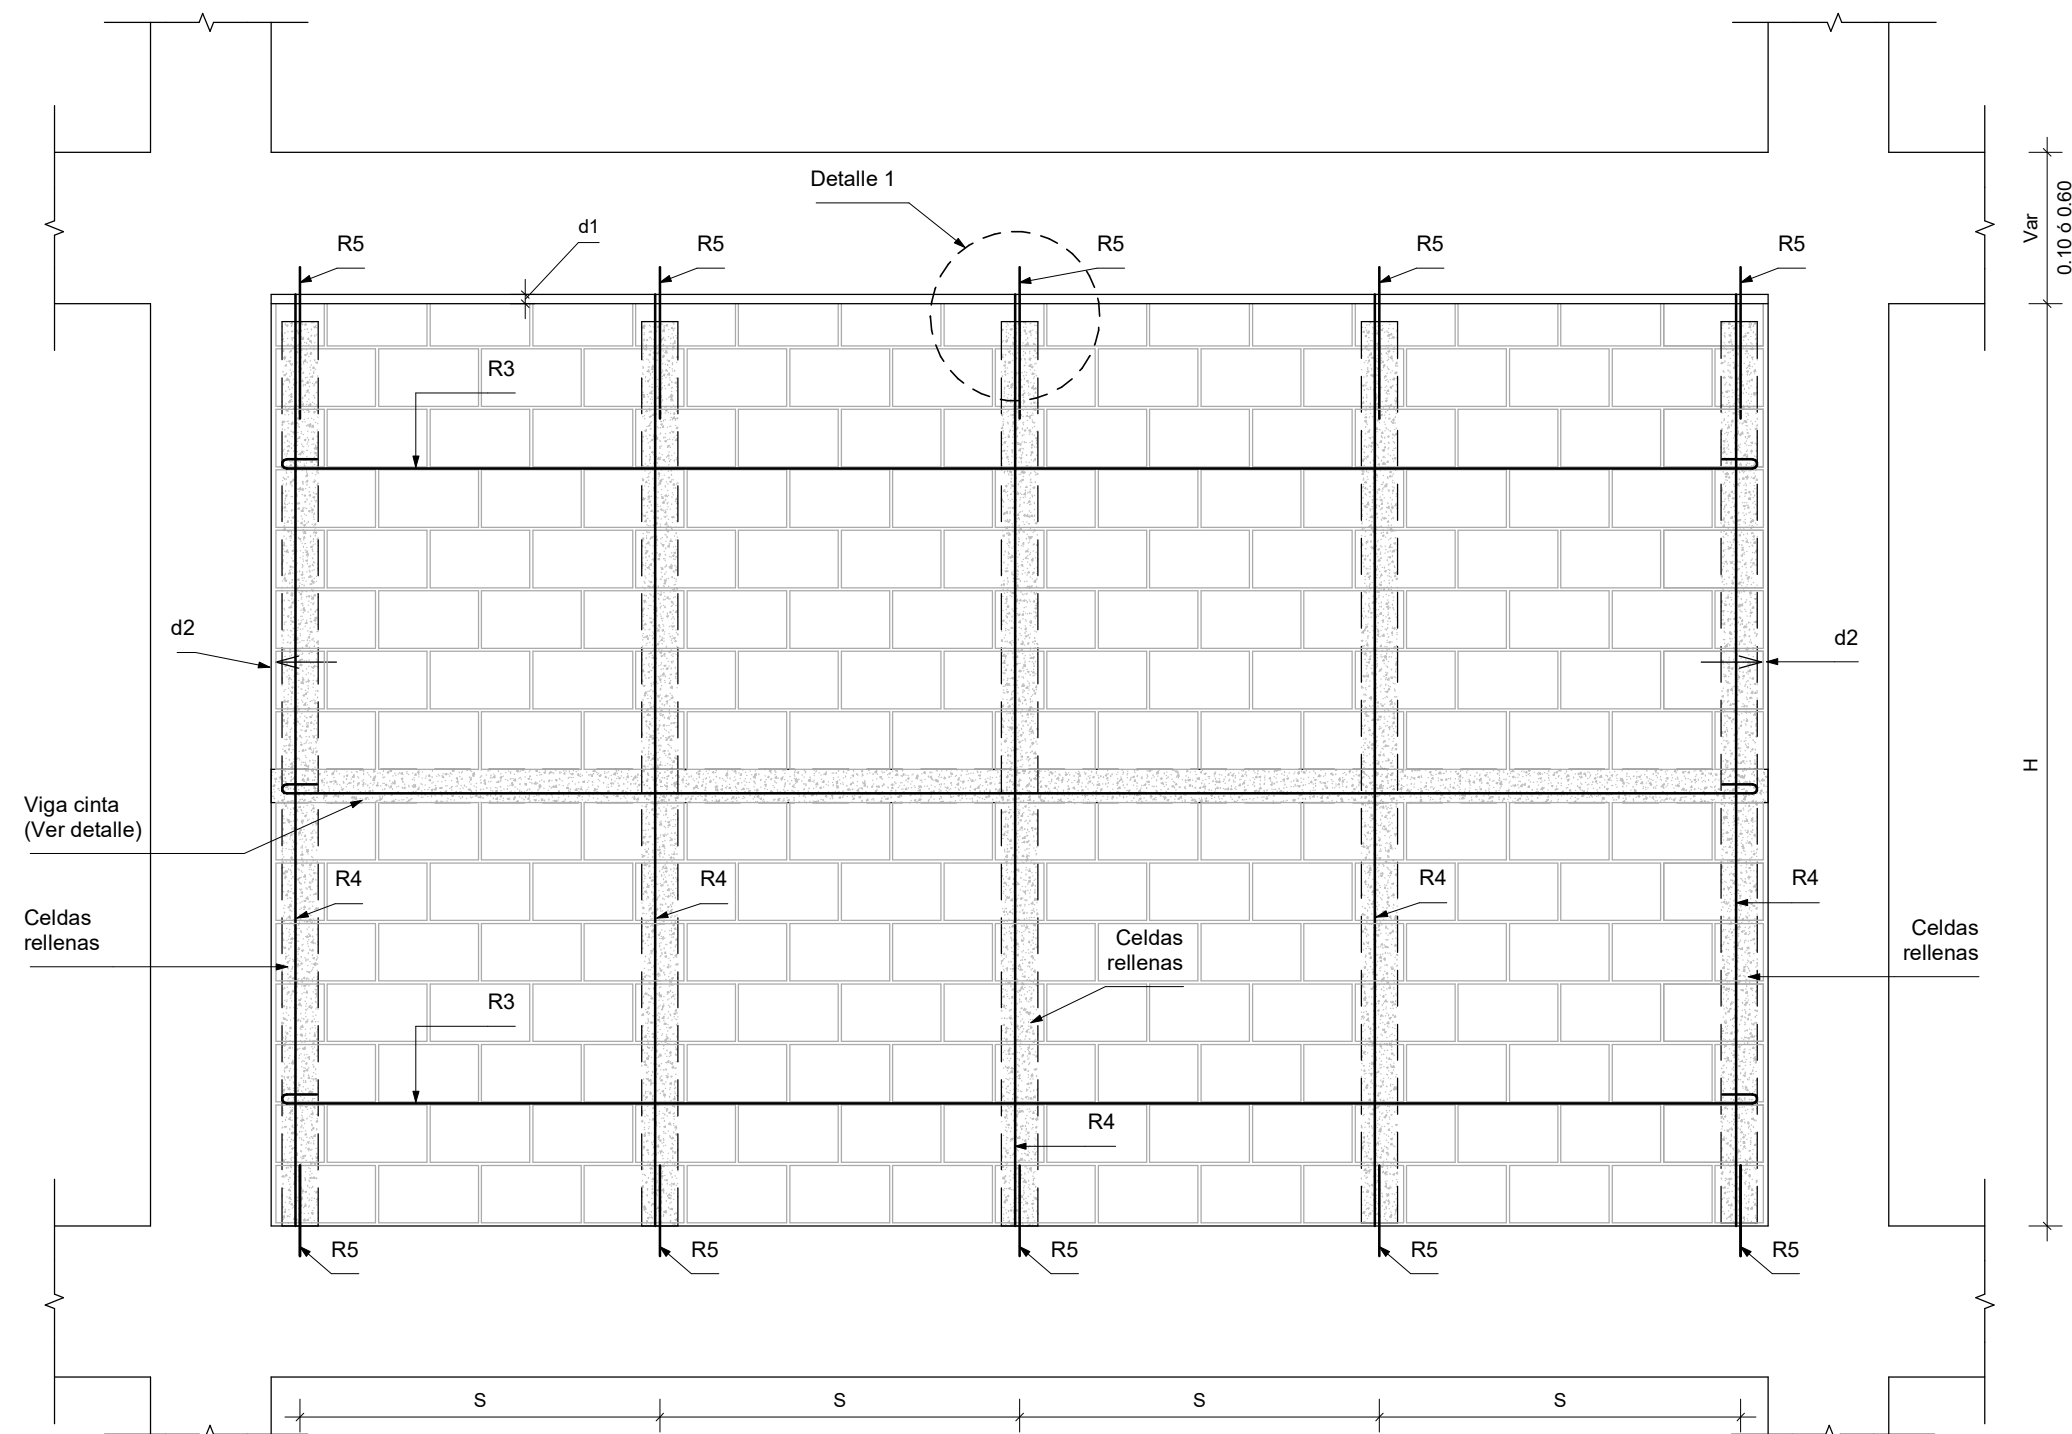 Detalle 1
d1
R5
R5
R5
R5
R5
Var
0.10 ó 0.60
R3
d2
d2
H
Viga cinta
(Ver detalle)
R4
R4
R4
R4
Celdas
rellenas
Celdas
rellenas
Celdas
rellenas
R3
R4
R5
R5
R5
R5
R5
S
S
S
S